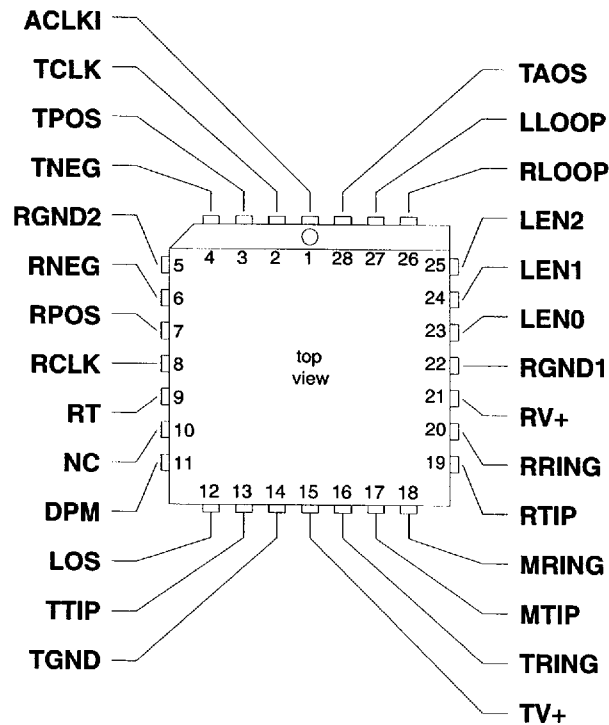 ACLKI
TCLK
TPOS
TNEG
RGND2
RNEG
RPOS
RCLK
RT
NC
DPM
LOS
TTIP
TGND
TAOS
LLOOP
RLOOP
LEN2
LEN1
LEN0
RGND1
RV+
RRING
RTIP
MRING
MTIP
TRING
TV+
4 3 2 1 28 27 26
5
6
7
8
9
10
11
25
24
23
22
21
20
19
top
view
12 13 14 15 16 17 18